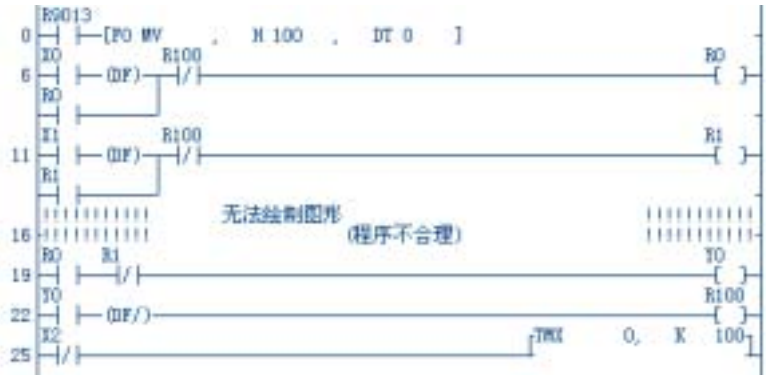 R9013
0 [F0 MV , H 100 , DT 0 ]
X0 R100 R0
6 (DF)
R0
X1 R100 R1
11 (DF)
R1
无法绘制图形
16 (程序不合理)
R0 R1 Y0
19
Y0 R100
22 (DF/)
X2 TMX 0, K 100
25